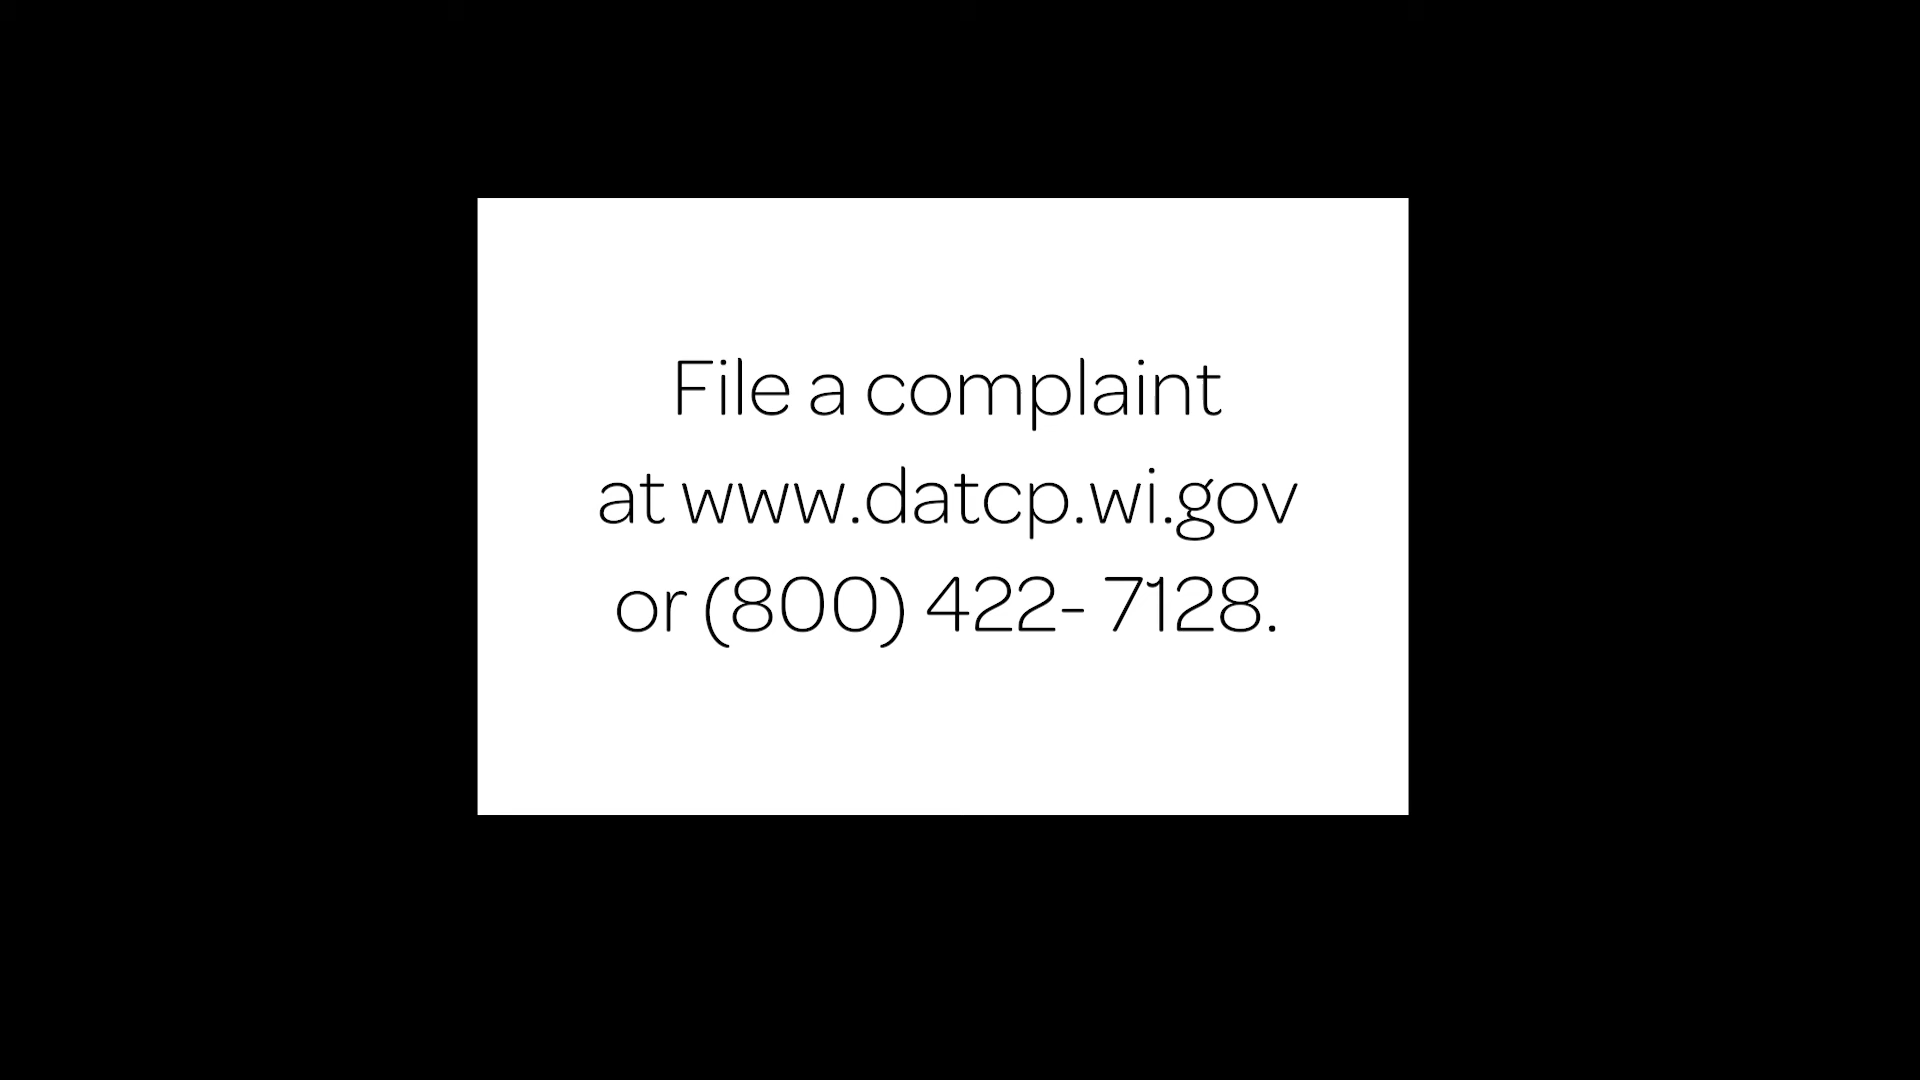 File a complaint
at www.datcp.wi.gov
or (800) 422- 7128.